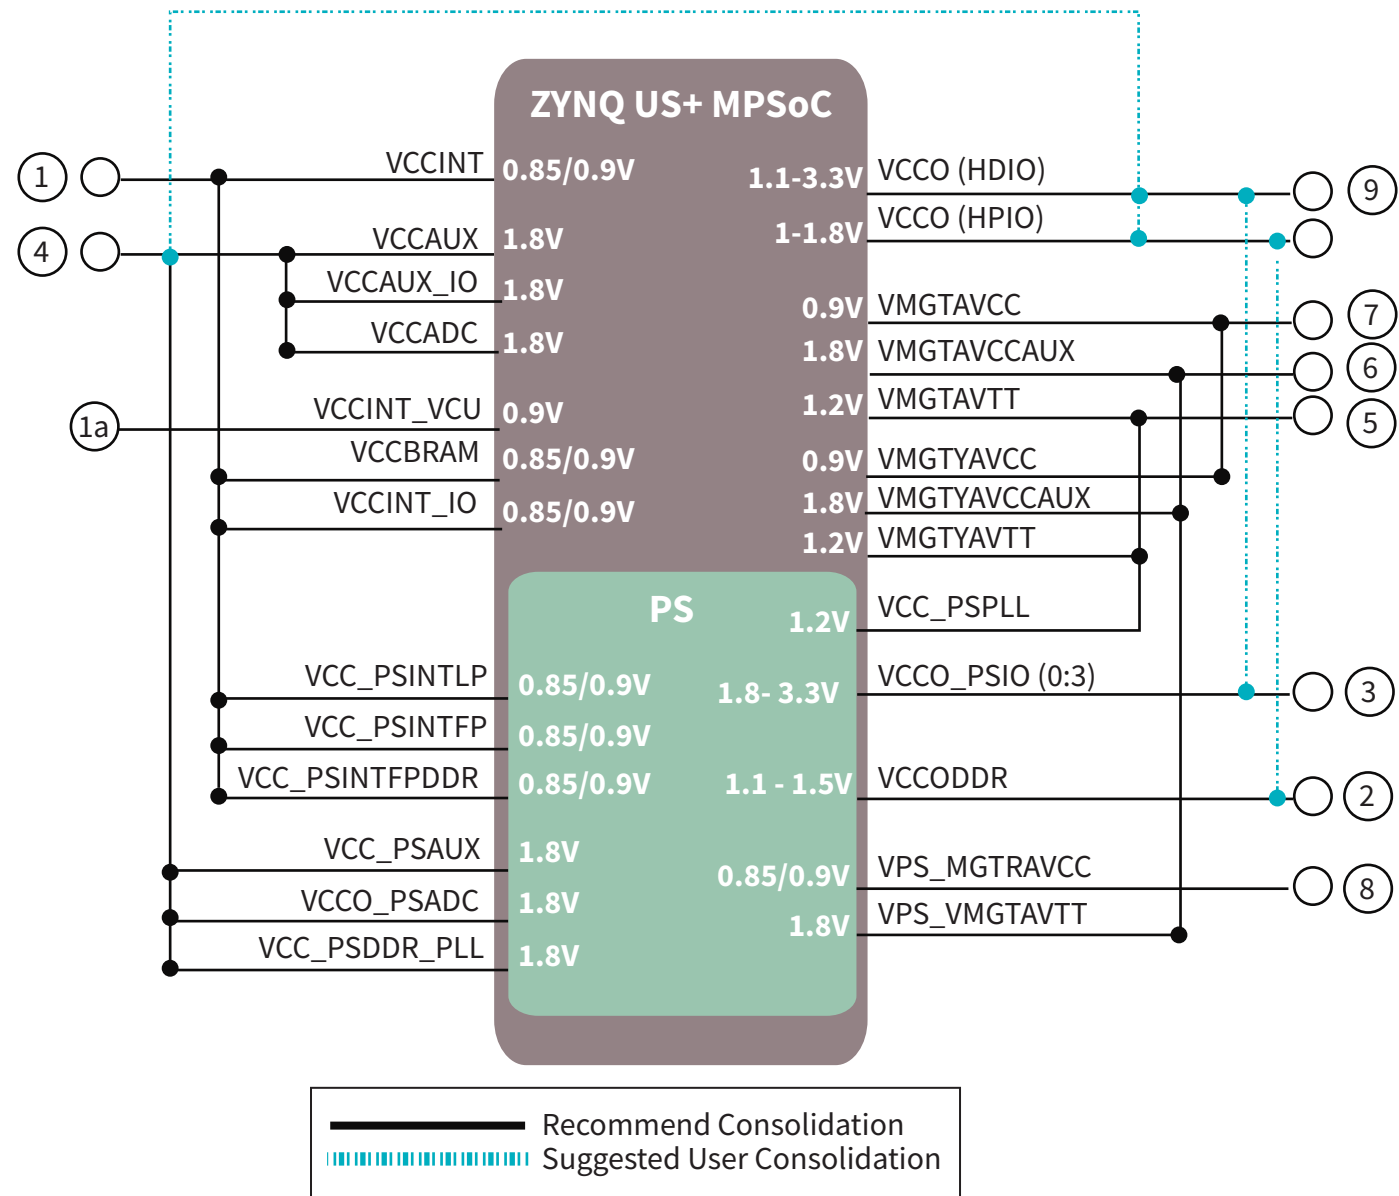 ZYNQ US+ MPSoC
1
VCCINT
0.85/0.9V
4
VCCAUX
1.8V
VCCAUX_IO
1.8V
VCCADC
1.8V
1a
VCCINT_VCU
0.9V
VCCBRAM
0.85/0.9V
VCCINT_IO
0.85/0.9V
1.1-3.3V
VCCO (HDIO)
9
1-1.8V
VCCO (HPIO)
0.9V
VMGTAVCC
7
1.8V
VMGTAVCCAUX
6
1.2V
VMGTAVTT
5
0.9V
VMGTYAVCC
1.8V
VMGTYAVCCAUX
1.2V
VMGTYAVTT
PS
VCC_PSINTLP
0.85/0.9V
VCC_PSINTFP
0.85/0.9V
VCC_PSINTFPDDR
0.85/0.9V
VCC_PSAUX
1.8V
VCCO_PSADC
1.8V
VCC_PSDDR_PLL
1.8V
1.2V
VCC_PSPLL
1.8- 3.3V
VCCO_PSIO (0:3)
3
1.1 - 1.5V
VCCODDR
2
0.85/0.9V
VPS_MGTRAVCC
8
1.8V
VPS_VMGTAVTT
Recommend Consolidation
Suggested User Consolidation